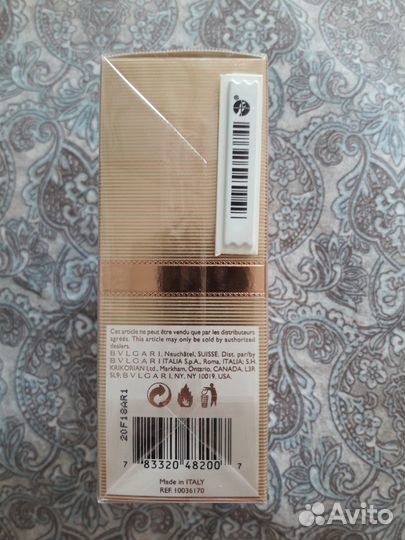 Cet article ne peut être vendu que par les distributeurs
agréés. This article may only be sold by authorized
dealers.
BVLGARI, Neuchâtel, SUISSE. Dist. par/by
BVLGARI ITALIA S.p.A., Roma, ITALIA; S.H.
KRIKORIAN Ltd., Markham, Ontario, CANADA, L3R
5L9; BVLGARI, NY, NY 10019, USA.
20F18AR1
7 83320 48200 7
Made in ITALY
REF. 10036170
Avito